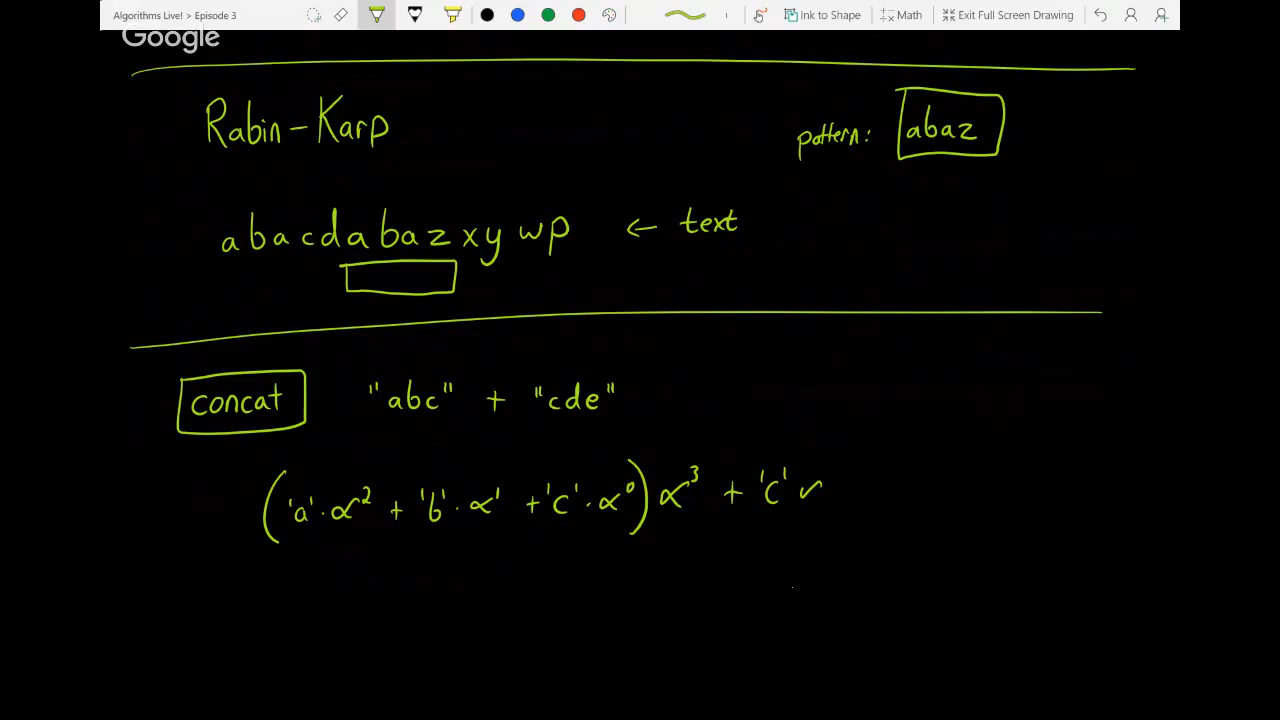 Algorithms Live! > Episode 3 Ink to Shape Math Exit Full Screen Drawing
Google
Rabin-Karp pattern: abaz
abacdabazxywp ← text
concat "abc" + "cde"
('a'·α² + 'b'·α¹ + 'c'·α⁰)α³ + 'c'